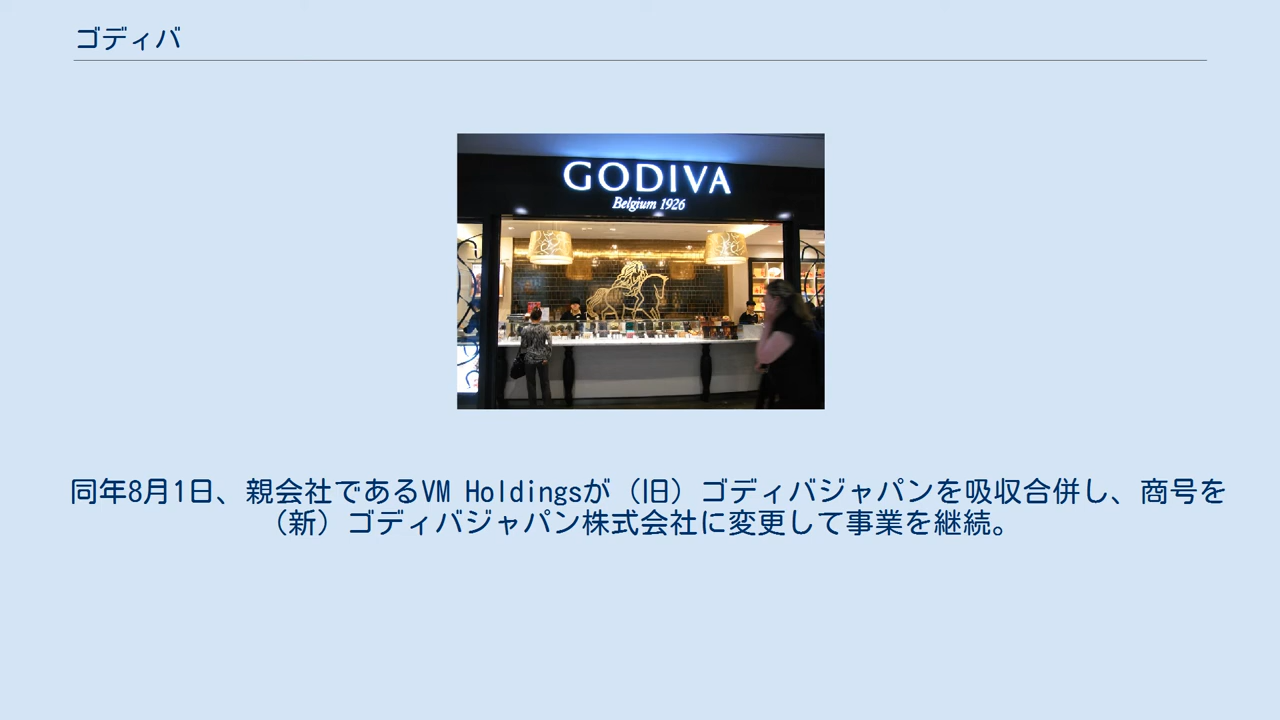 ゴディバ
GODIVA
Belgium 1926
同年8月1日、親会社であるVM Holdingsが（旧）ゴディバジャパンを吸収合併し、商号を
（新）ゴディバジャパン株式会社に変更して事業を継続。